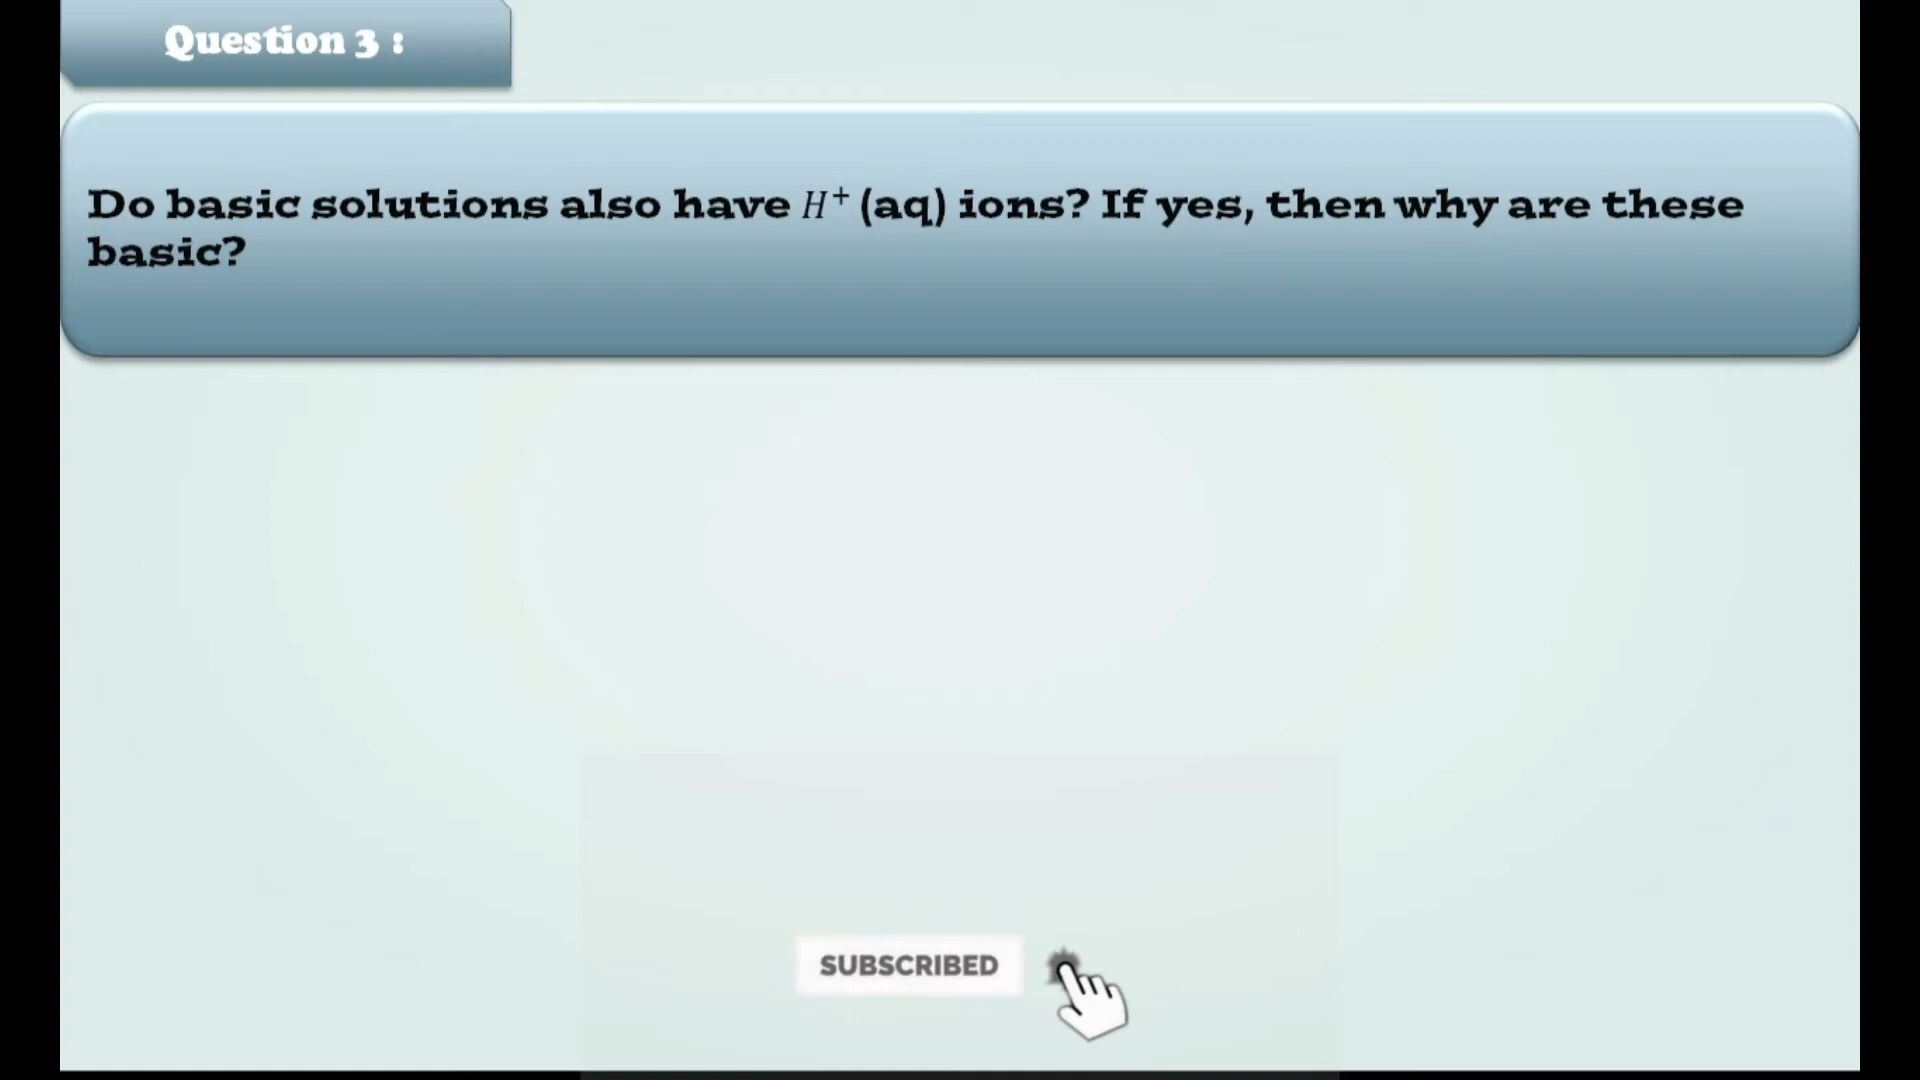 Question 3 :
Do basic solutions also have H⁺ (aq) ions? If yes, then why are these
basic?
SUBSCRIBED